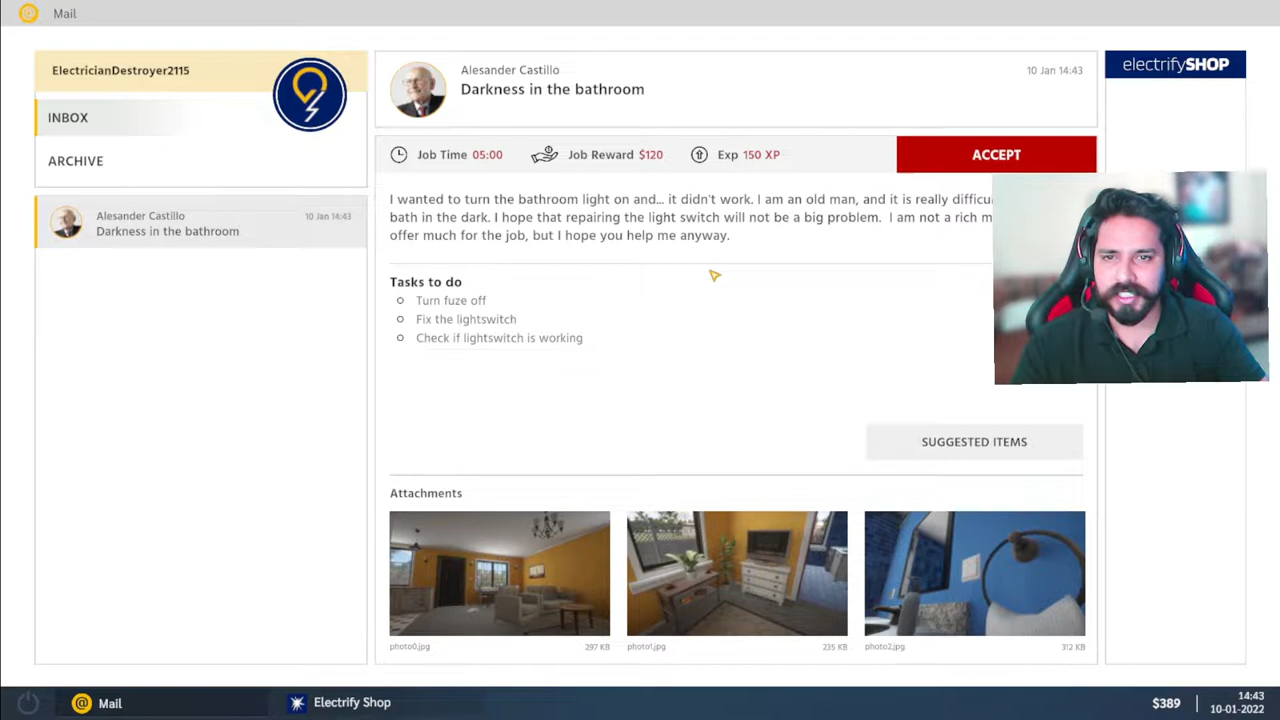 Mail
ElectricianDestroyer2115
INBOX
ARCHIVE
Alesander Castillo
10 Jan 14:43
Darkness in the bathroom
Alesander Castillo
10 Jan 14:43
Darkness in the bathroom
Job Time 05:00
Job Reward $120
Exp 150 XP
ACCEPT
I wanted to turn the bathroom light on and... it didn't work. I am an old man, and it is really
bath in the dark. I hope that repairing the light switch will not be a big problem. I am not a rich
offer much for the job, but I hope you help me anyway.
Tasks to do
Turn fuze off
Fix the lightswitch
Check if lightswitch is working
SUGGESTED ITEMS
Attachments
photo0.jpg
297 KB
photo1.jpg
235 KB
photo2.jpg
312 KB
electrifySHOP
Mail
Electrify Shop
$389
14:43
10-01-2022